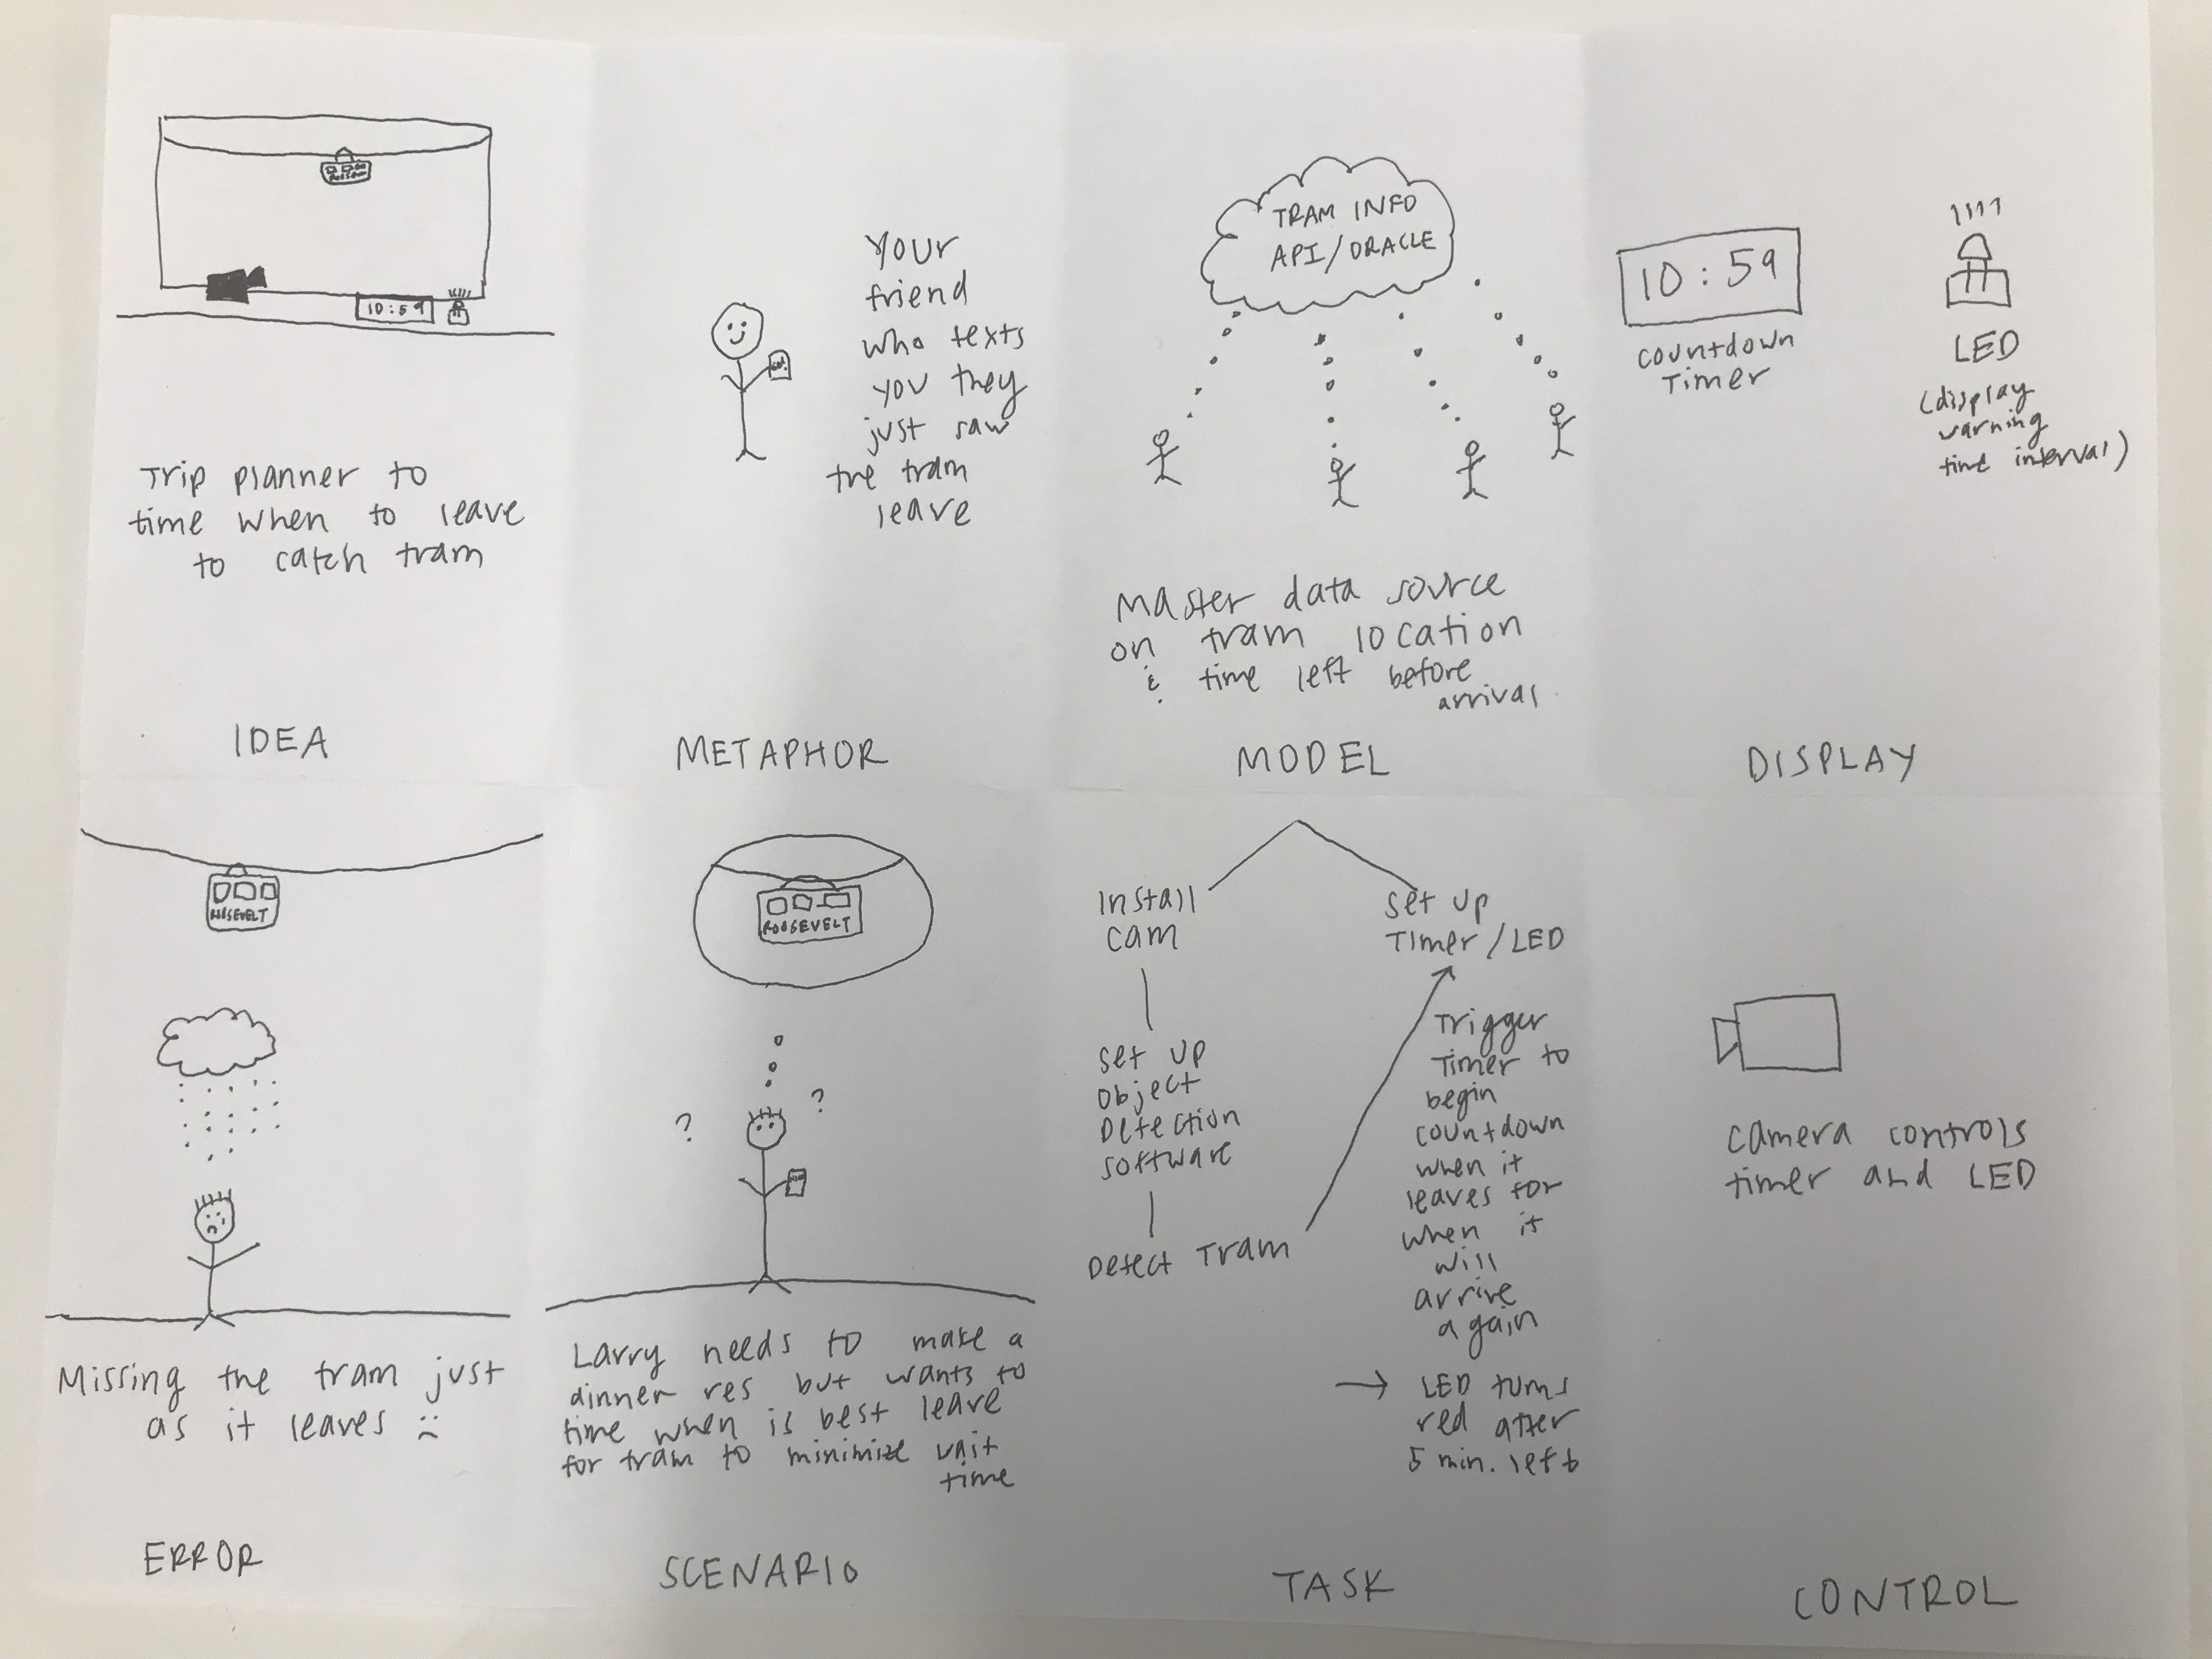 10:59
Trip planner to
time when to leave
to catch tram
IDEA
Your
friend
who texts
you they
just saw
the tram
leave
METAPHOR
TRAM INFO
API/ORACLE
Master data source
on tram location
& time left before
arrival
MODEL
10:59
countdown
Timer
LED
(display
warning
time interval)
DISPLAY
ROOSEVELT
Missing the tram just
as it leaves :(
ERROR
ROOSEVELT
? ?
Larry needs to make a
dinner res but wants to
time when is best leave
for tram to minimize wait
time
SCENARIO
Install
cam
set up
object
Detection
software
Detect Tram
set up
Timer/LED
Trigger
Timer to
begin
countdown
when it
leaves for
when it
will
arrive
again
→ LED turns
red after
5 min. left
TASK
camera controls
timer and LED
CONTROL